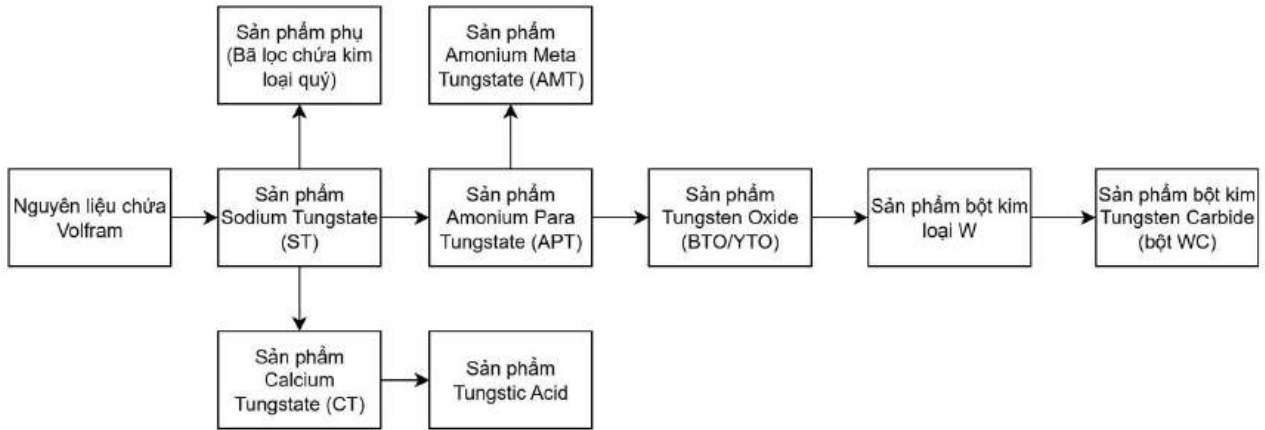 Sản phẩm phụ
(Bã lọc chứa kim
loại quý)
Sản phẩm
Amonium Meta
Tungstate (AMT)
Nguyên liệu chứa
Volfram
Sản phẩm
Sodium Tungstate
(ST)
Sản phẩm
Amonium Para
Tungstate (APT)
Sản phẩm
Tungsten Oxide
(BTO/YTO)
Sản phẩm bột kim
loại W
Sản phẩm bột kim
Tungsten Carbide
(bột WC)
Sản phẩm
Calcium
Tungstate (CT)
Sản phẩm
Tungstic Acid